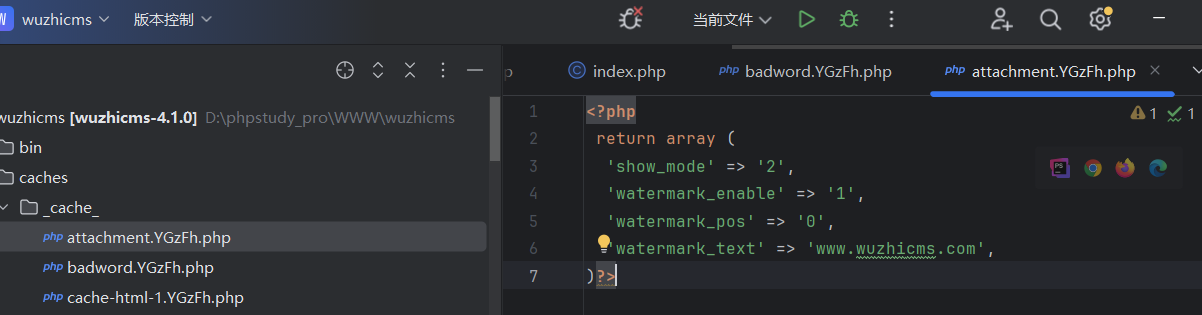 W wuzhicms 版本控制 当前文件
wuzhicms [wuzhicms-4.1.0] D:\phpstudy_pro\WWW\wuzhicms
bin
caches
_cache_
php attachment.YGzFh.php
php badword.YGzFh.php
php cache-html-1.YGzFh.php
p C index.php php badword.YGzFh.php php attachment.YGzFh.php
1 <?php
2 return array (
3 'show_mode' => '2',
4 'watermark_enable' => '1',
5 'watermark_pos' => '0',
6 'watermark_text' => 'www.wuzhicms.com',
7 )?>
1 1
PS